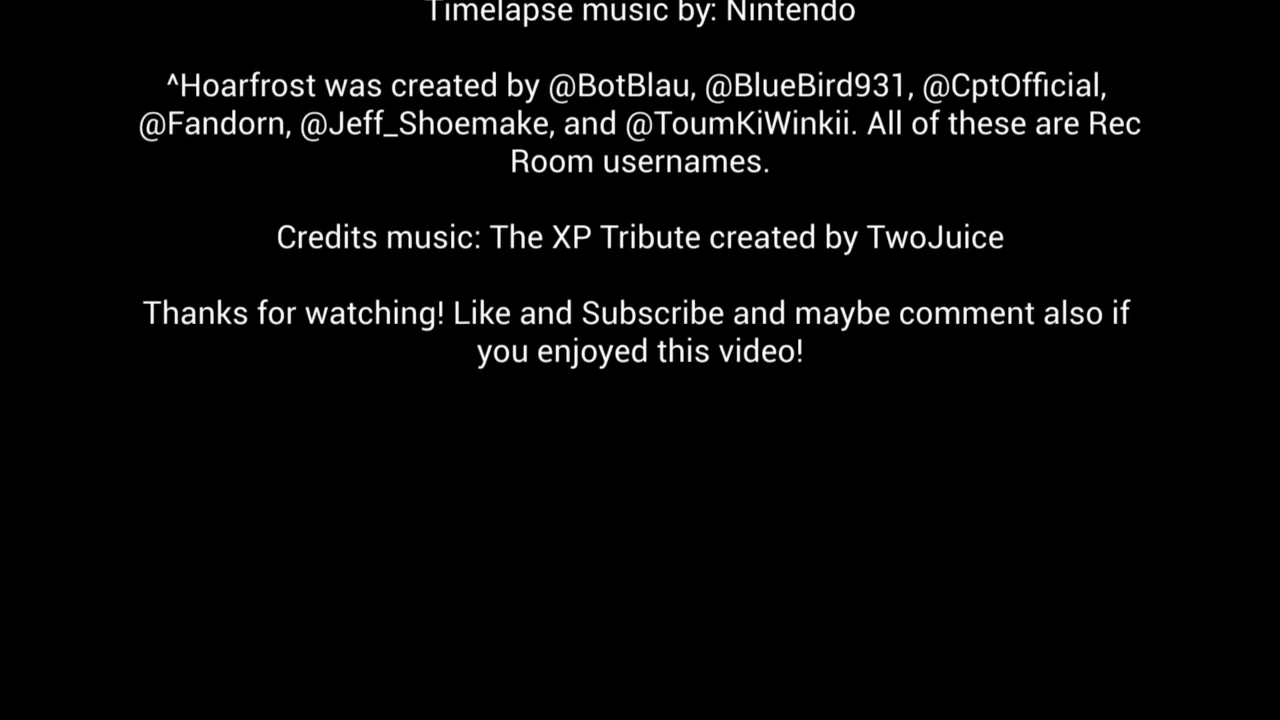 Timelapse music by: Nintendo
^Hoarfrost was created by @BotBlau, @BlueBird931, @CptOfficial,
@Fandorn, @Jeff_Shoemake, and @ToumKiWinkii. All of these are Rec
Room usernames.
Credits music: The XP Tribute created by TwoJuice
Thanks for watching! Like and Subscribe and maybe comment also if
you enjoyed this video!